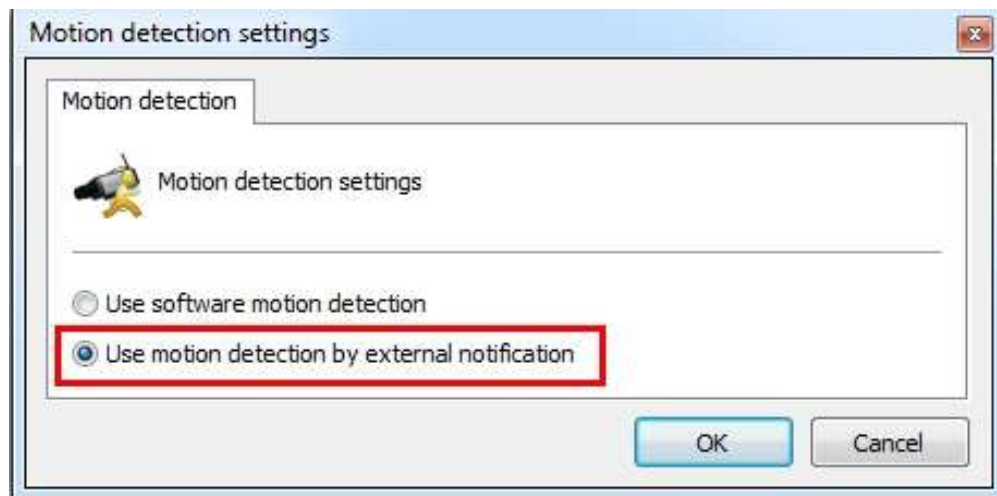 Motion detection settings
Motion detection
Motion detection settings
Use software motion detection
Use motion detection by external notification
OK Cancel